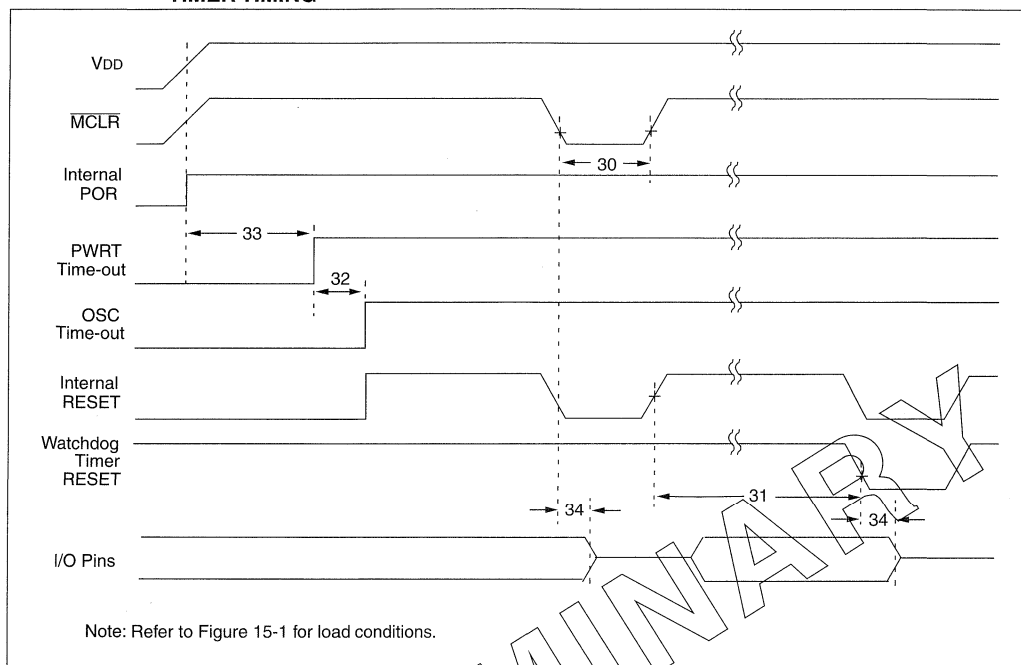 TIMER TIMING
VDD
MCLR
30
Internal
POR
33
PWRT
Time-out
32
OSC
Time-out
Internal
RESET
Watchdog
Timer
RESET
31
34
34
I/O Pins
Note: Refer to Figure 15-1 for load conditions.
MINARY